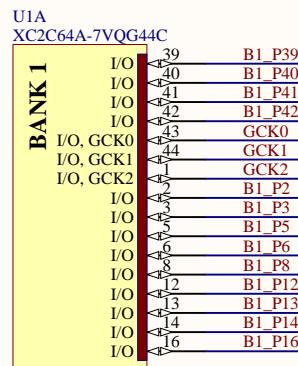 U1A
XC2C64A-7VQG44C
BANK 1
I/O 39 B1_P39
I/O 40 B1_P40
I/O 41 B1_P41
I/O 42 B1_P42
I/O, GCK0 43 GCK0
I/O, GCK1 44 GCK1
I/O, GCK2 1 GCK2
I/O 2 B1_P2
I/O 3 B1_P3
I/O 5 B1_P5
I/O 6 B1_P6
I/O 8 B1_P8
I/O 12 B1_P12
I/O 13 B1_P13
I/O 14 B1_P14
I/O 16 B1_P16